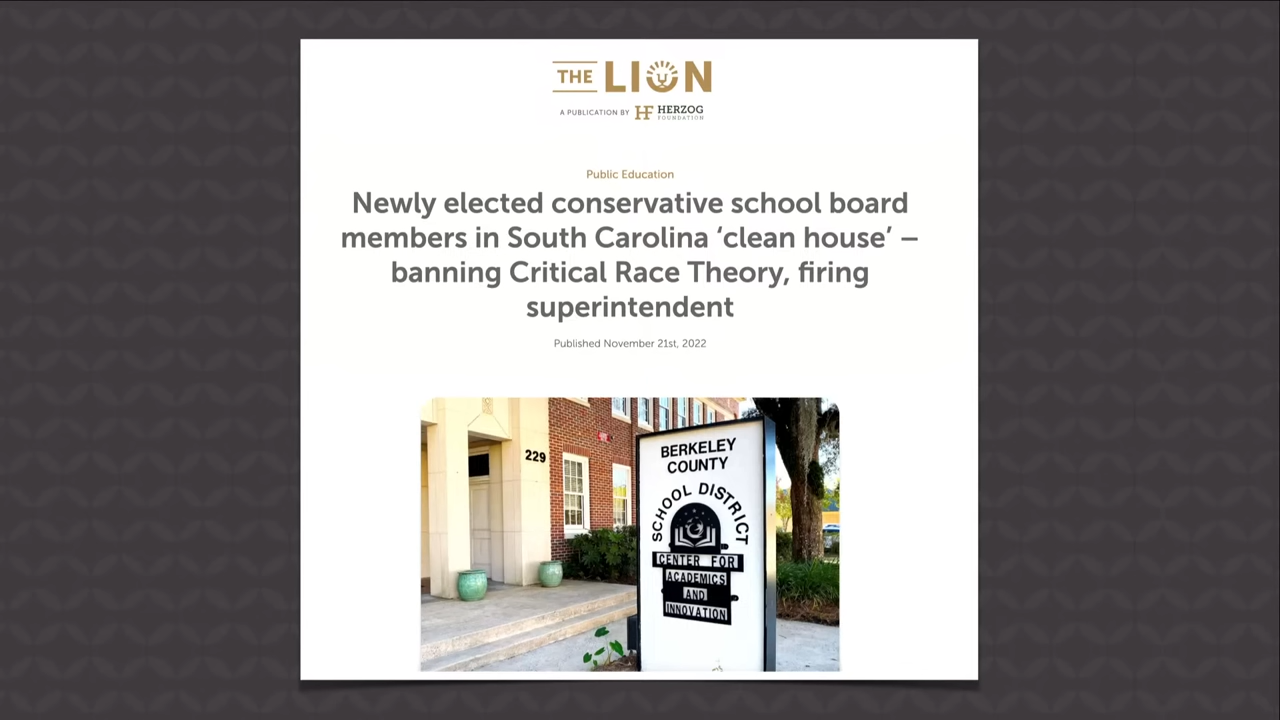 THE LION
A PUBLICATION BY HF HERZOG
FOUNDATION
Public Education
Newly elected conservative school board
members in South Carolina ‘clean house’ –
banning Critical Race Theory, firing
superintendent
Published November 21st, 2022
229
BERKELEY
COUNTY
SCHOOL DISTRICT
CENTER FOR
ACADEMICS
AND
INNOVATION